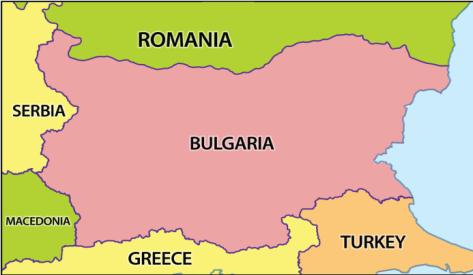 ROMANIA
SERBIA
BULGARIA
MACEDONIA
TURKEY
GREECE